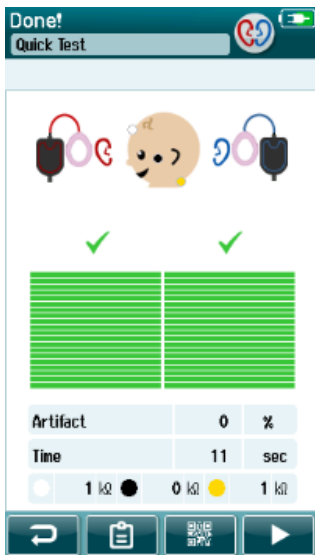 Done!
Quick Test
Artifact 0 %
Time 11 sec
1 kΩ 0 kΩ 1 kΩ